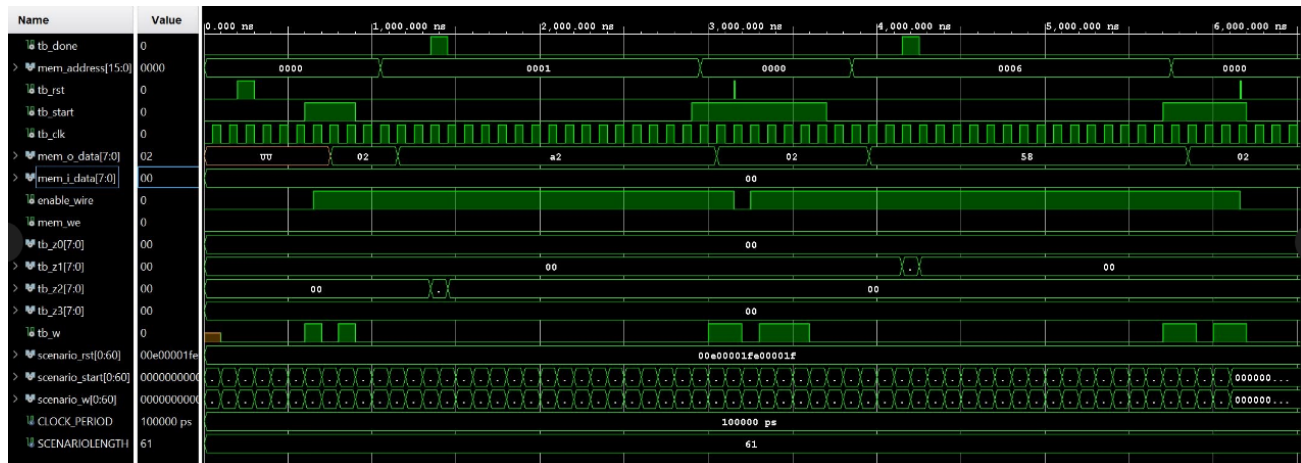 Name Value 0.000 ns 1,000.000 ns 2,000.000 ns 3,000.000 ns 4,000.000 ns 5,000.000 ns 6,000.000 ns
tb_done 0
mem_address[15:0] 0000 0000 0001 0000 0006 0000
tb_rst 0
tb_start 0
tb_clk 0
mem_o_data[7:0] 02 UU 02 a2 02 58 02
mem_i_data[7:0] 00 00
enable_wire 0
mem_we 0
tb_z0[7:0] 00 00
tb_z1[7:0] 00 00 . 00
tb_z2[7:0] 00 00 . 00
tb_z3[7:0] 00 00
tb_w 0
scenario_rst[0:60] 00e00001fe 00e00001fe00001f
scenario_start[0:60] 0000000000 000000...
scenario_w[0:60] 0000000000 000000...
CLOCK_PERIOD 100000 ps 100000 ps
SCENARIOLENGTH 61 61